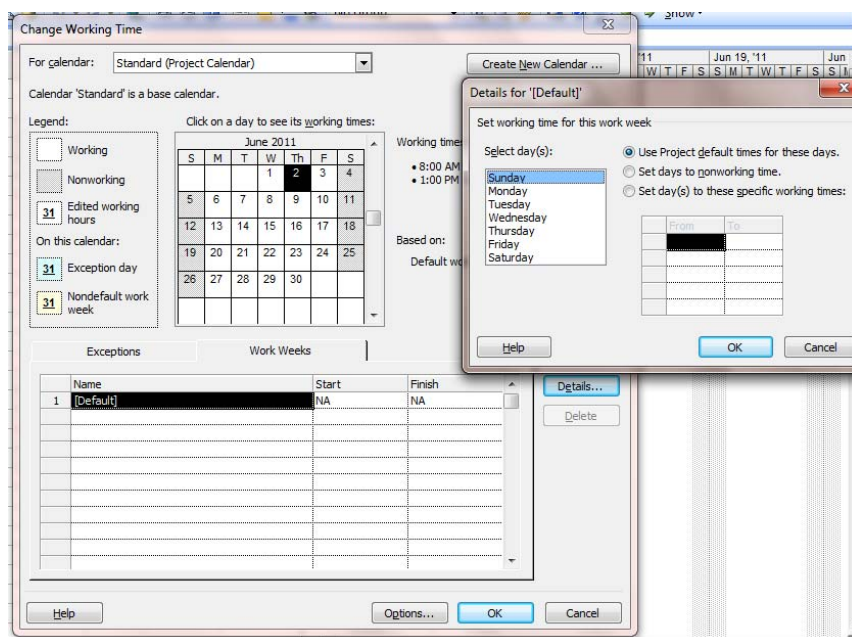 Show
Change Working Time
For calendar: Standard (Project Calendar)
Create New Calendar ...
Calendar 'Standard' is a base calendar.
Legend:
Working
Nonworking
31 Edited working hours
On this calendar:
31 Exception day
31 Nondefault work week
Click on a day to see its working times:
June 2011
S M T W Th F S
1 2 3 4
5 6 7 8 9 10 11
12 13 14 15 16 17 18
19 20 21 22 23 24 25
26 27 28 29 30
Working time
• 8:00 AM
• 1:00 PM
Based on:
Default
Exceptions
Work Weeks
Name Start Finish
1 [Default] NA NA
Details...
Delete
Help
Options...
OK
Cancel
'11 Jun 19, '11 Jun
W T F S S M T W T F S S
Details for '[Default]'
Set working time for this work week
Select day(s):
Sunday
Monday
Tuesday
Wednesday
Thursday
Friday
Saturday
Use Project default times for these days.
Set days to nonworking time.
Set day(s) to these specific working times:
From To
Help
OK
Cancel